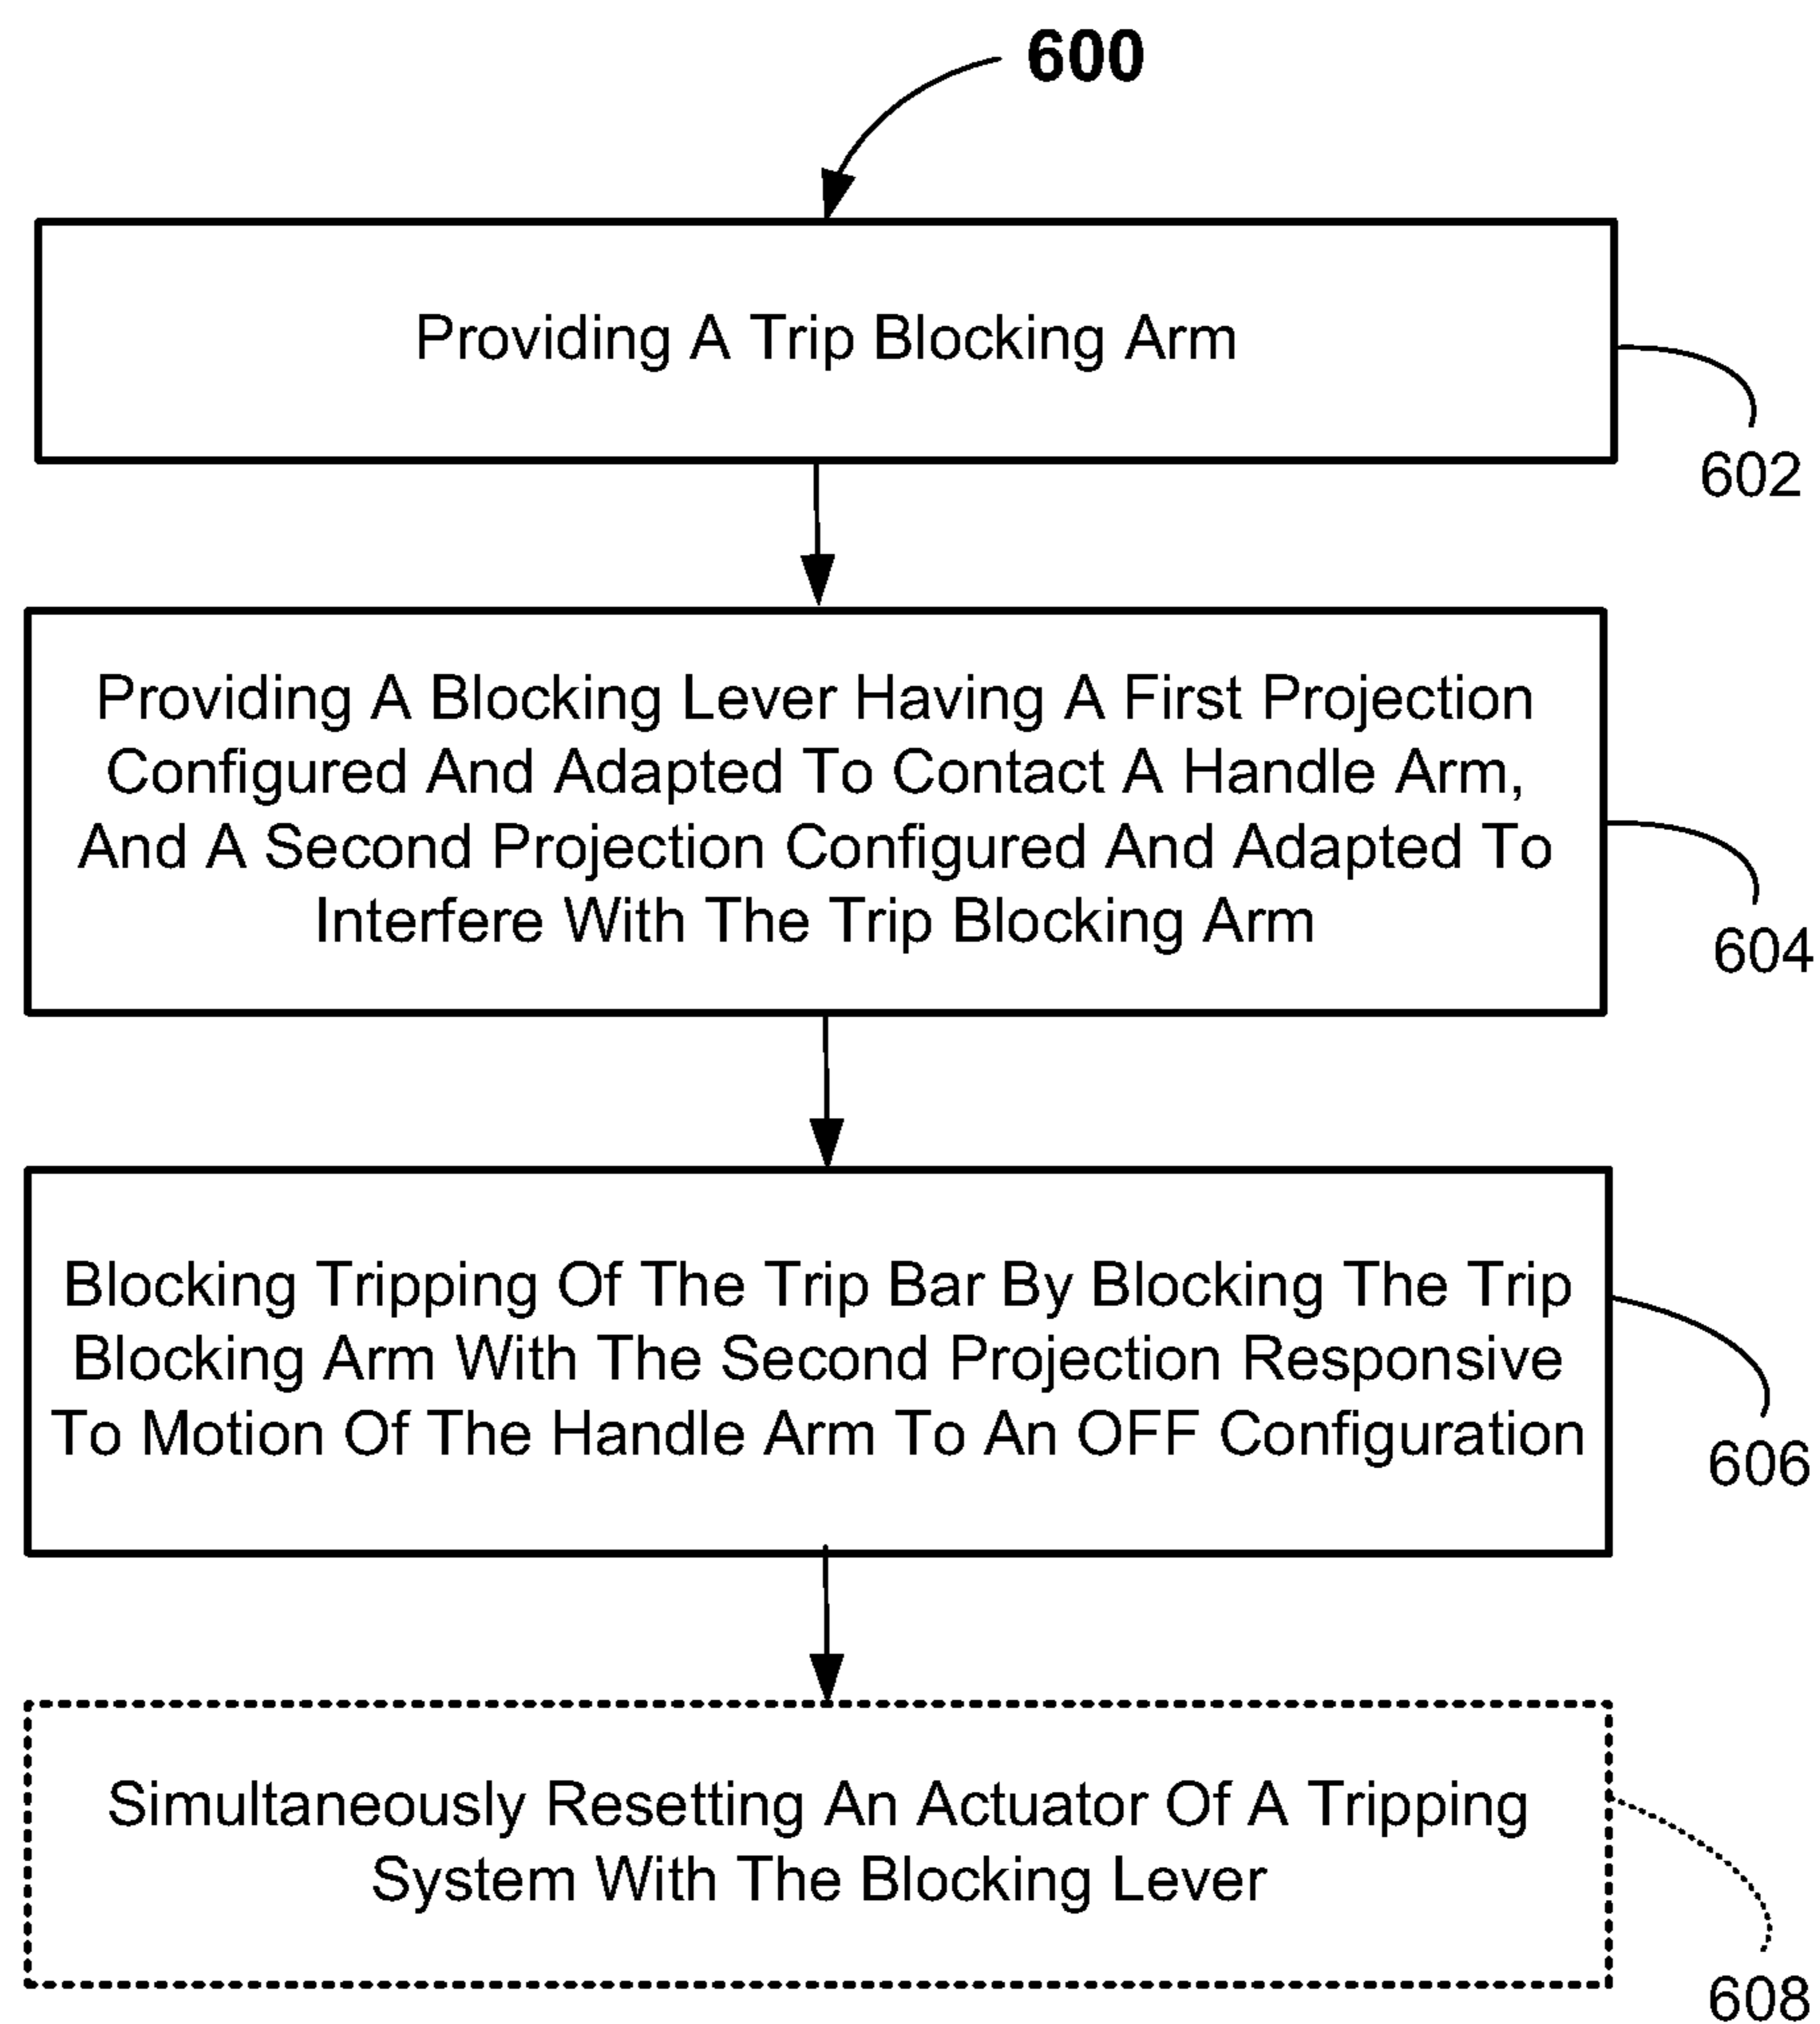 600
Providing A Trip Blocking Arm
602
Providing A Blocking Lever Having A First Projection
Configured And Adapted To Contact A Handle Arm,
And A Second Projection Configured And Adapted To
Interfere With The Trip Blocking Arm
604
Blocking Tripping Of The Trip Bar By Blocking The Trip
Blocking Arm With The Second Projection Responsive
To Motion Of The Handle Arm To An OFF Configuration
606
Simultaneously Resetting An Actuator Of A Tripping
System With The Blocking Lever
608